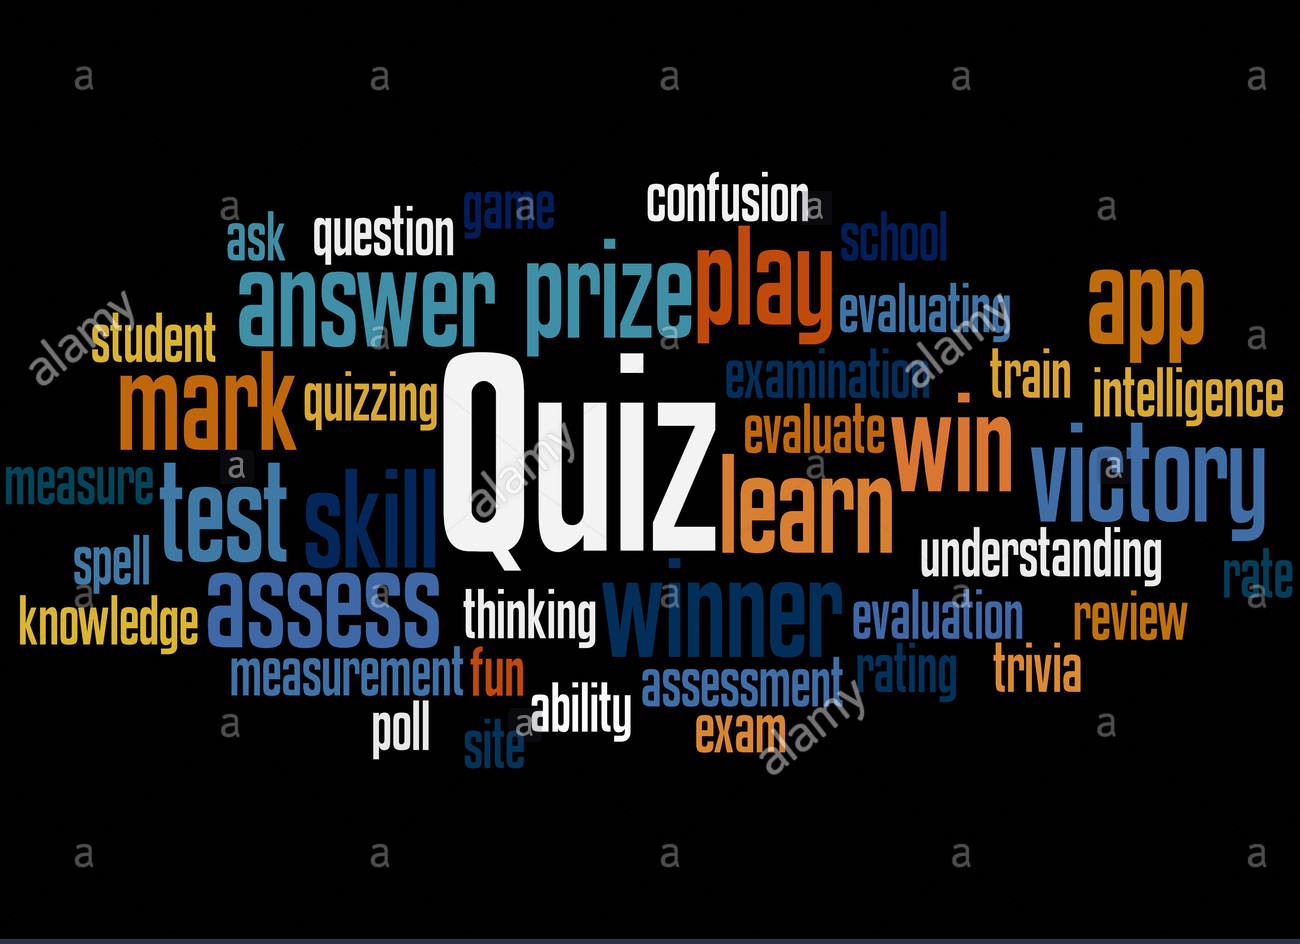 confusion
game
ask question school
answer prize play evaluating app
student
mark quizzing Quiz examination train intelligence
evaluate win victory
measure test skill learn
spell understanding rate
knowledge assess thinking winner evaluation review
measurement fun assessment rating trivia
poll site ability exam
alamy
alamy
alamy
alamy
a a a a a
a a a a
a a a
a a a
a a a a a
a a a
a a a a a